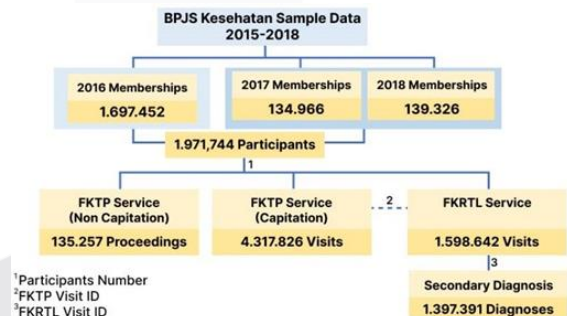 BPJS Kesehatan Sample Data
2015-2018
2016 Memberships
1.697.452
2017 Memberships
134.966
2018 Memberships
139.326
1.971,744 Participants
1
FKTP Service
(Non Capitation)
135.257 Proceedings
FKTP Service
(Capitation)
4.317.826 Visits
2
FKRTL Service
1.598.642 Visits
3
Secondary Diagnosis
1.397.391 Diagnoses
1Participants Number
2FKTP Visit ID
3FKRTL Visit ID